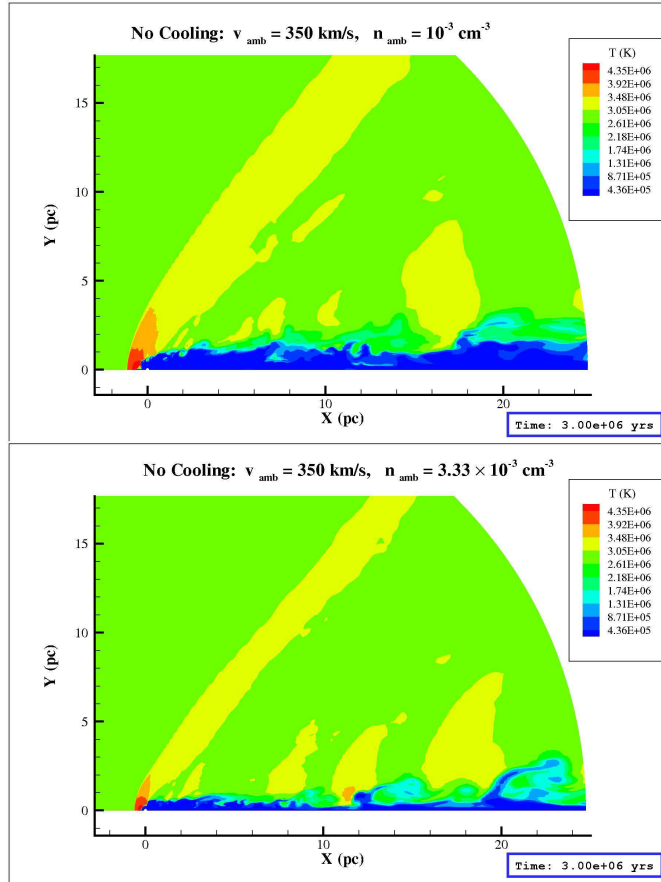 No Cooling: v amb = 350 km/s, n amb = 10⁻³ cm⁻³
T (K)
4.35E+06
3.92E+06
3.48E+06
3.05E+06
2.61E+06
2.18E+06
1.74E+06
1.31E+06
8.71E+05
4.36E+05
15
10
5
0
Y (pc)
0
10
20
X (pc)
Time: 3.00e+06 yrs
No Cooling: v amb = 350 km/s, n amb = 3.33 × 10⁻³ cm⁻³
T (K)
4.35E+06
3.92E+06
3.48E+06
3.05E+06
2.61E+06
2.18E+06
1.74E+06
1.31E+06
8.71E+05
4.36E+05
15
10
5
0
Y (pc)
0
10
20
X (pc)
Time: 3.00e+06 yrs